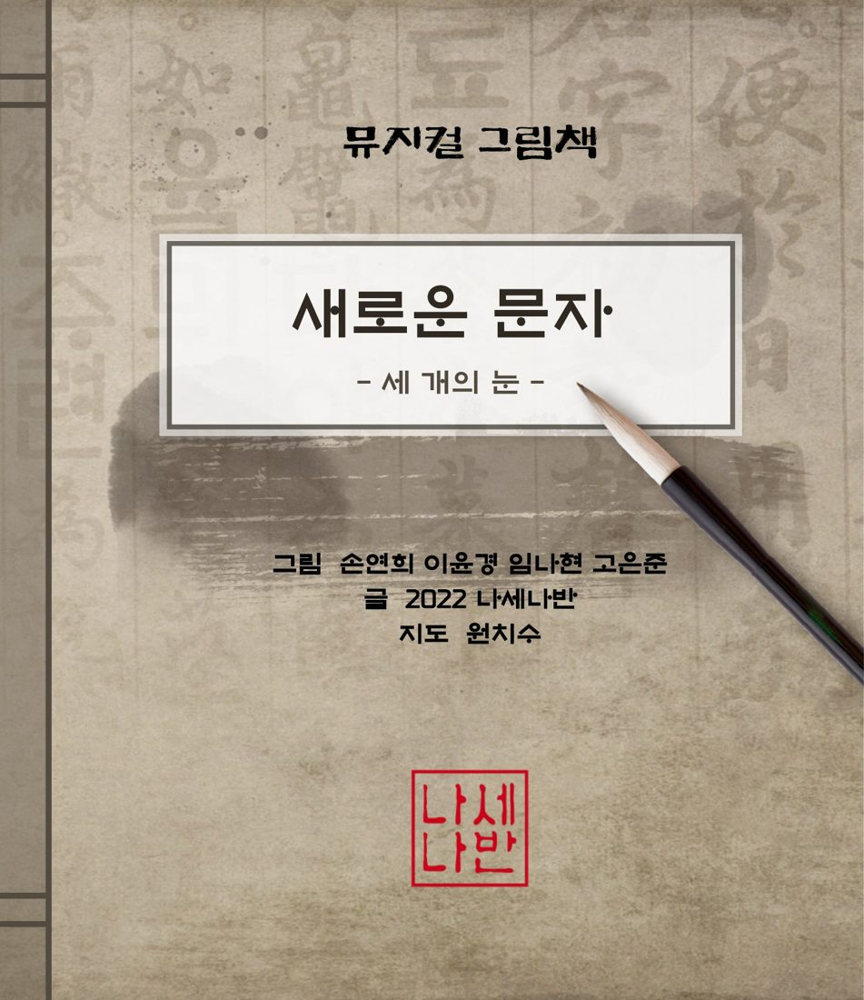 뮤지컬 그림책
새로운 문자
- 세 개의 눈 -
그림 손연희 이윤경 임나현 고은준
글 2022 나세나반
지도 원치수
나세
나반